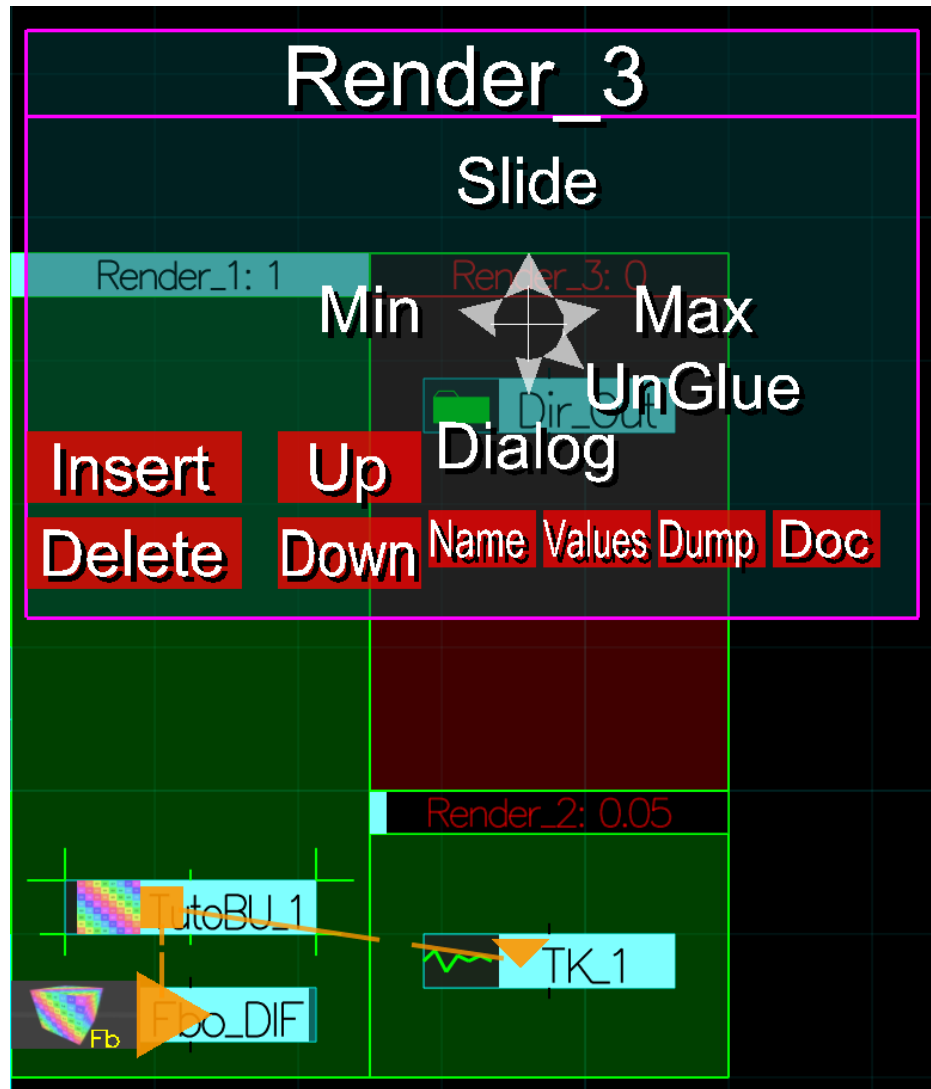 Render_3
Slide
Render_1: 1
Render_3: 0
Min
Max
UnGlue
Dir_Out
Dialog
Insert
Up
Delete
Down
Name
Values
Dump
Doc
Render_2: 0.05
TutoBU_1
TK_1
Fbo_DIF
Fb